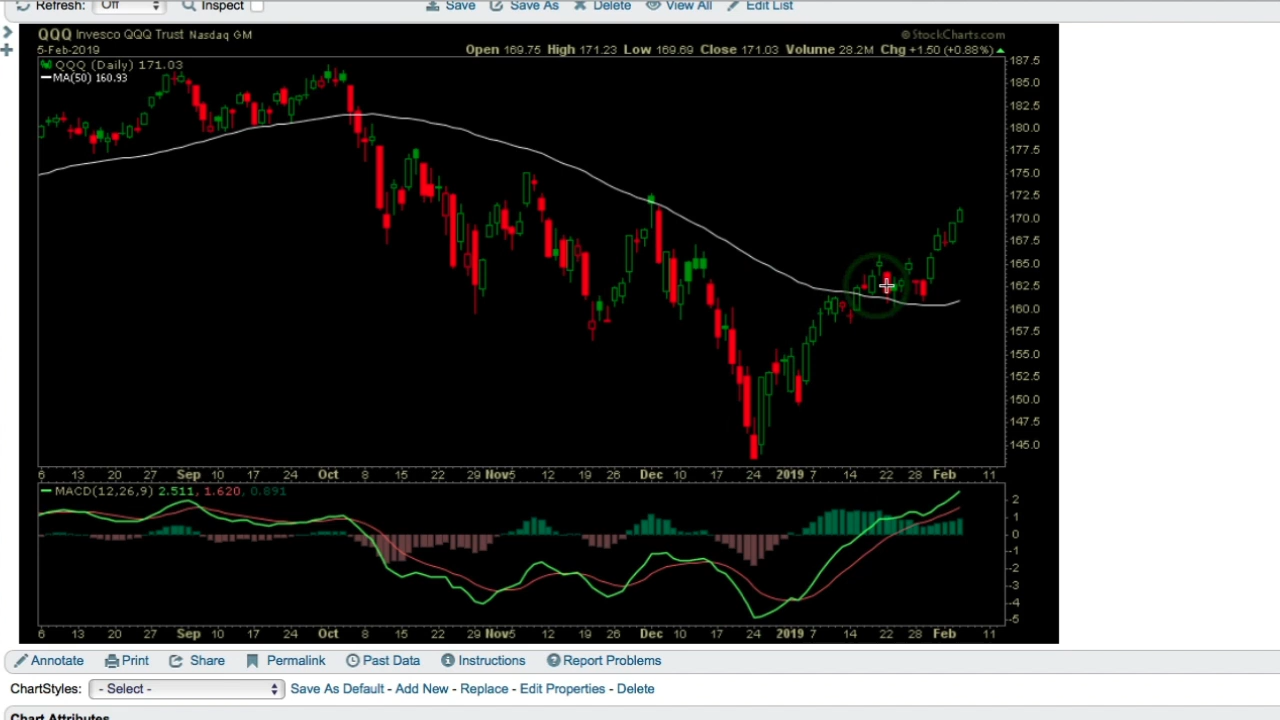 Refresh: Off Inspect Save Save As Delete View All Edit List
QQQ Invesco QQQ Trust Nasdaq GM © StockCharts.com
5-Feb-2019 Open 169.75 High 171.23 Low 169.69 Close 171.03 Volume 28.2M Chg +1.50 (+0.88%)
QQQ (Daily) 171.03
MA(50) 160.93
187.5
185.0
182.5
180.0
177.5
175.0
172.5
170.0
167.5
165.0
162.5
160.0
157.5
155.0
152.5
150.0
147.5
145.0
6 13 20 27 Sep 10 17 24 Oct 8 15 22 29 Nov 5 12 19 26 Dec 10 17 24 2019 7 14 22 28 Feb 11
MACD(12,26,9) 2.511, 1.620, 0.891
2
1
0
-1
-2
-3
-4
-5
6 13 20 27 Sep 10 17 24 Oct 8 15 22 29 Nov 5 12 19 26 Dec 10 17 24 2019 7 14 22 28 Feb 11
Annotate Print Share Permalink Past Data Instructions Report Problems
ChartStyles: - Select - Save As Default - Add New - Replace - Edit Properties - Delete
Chart Attributes